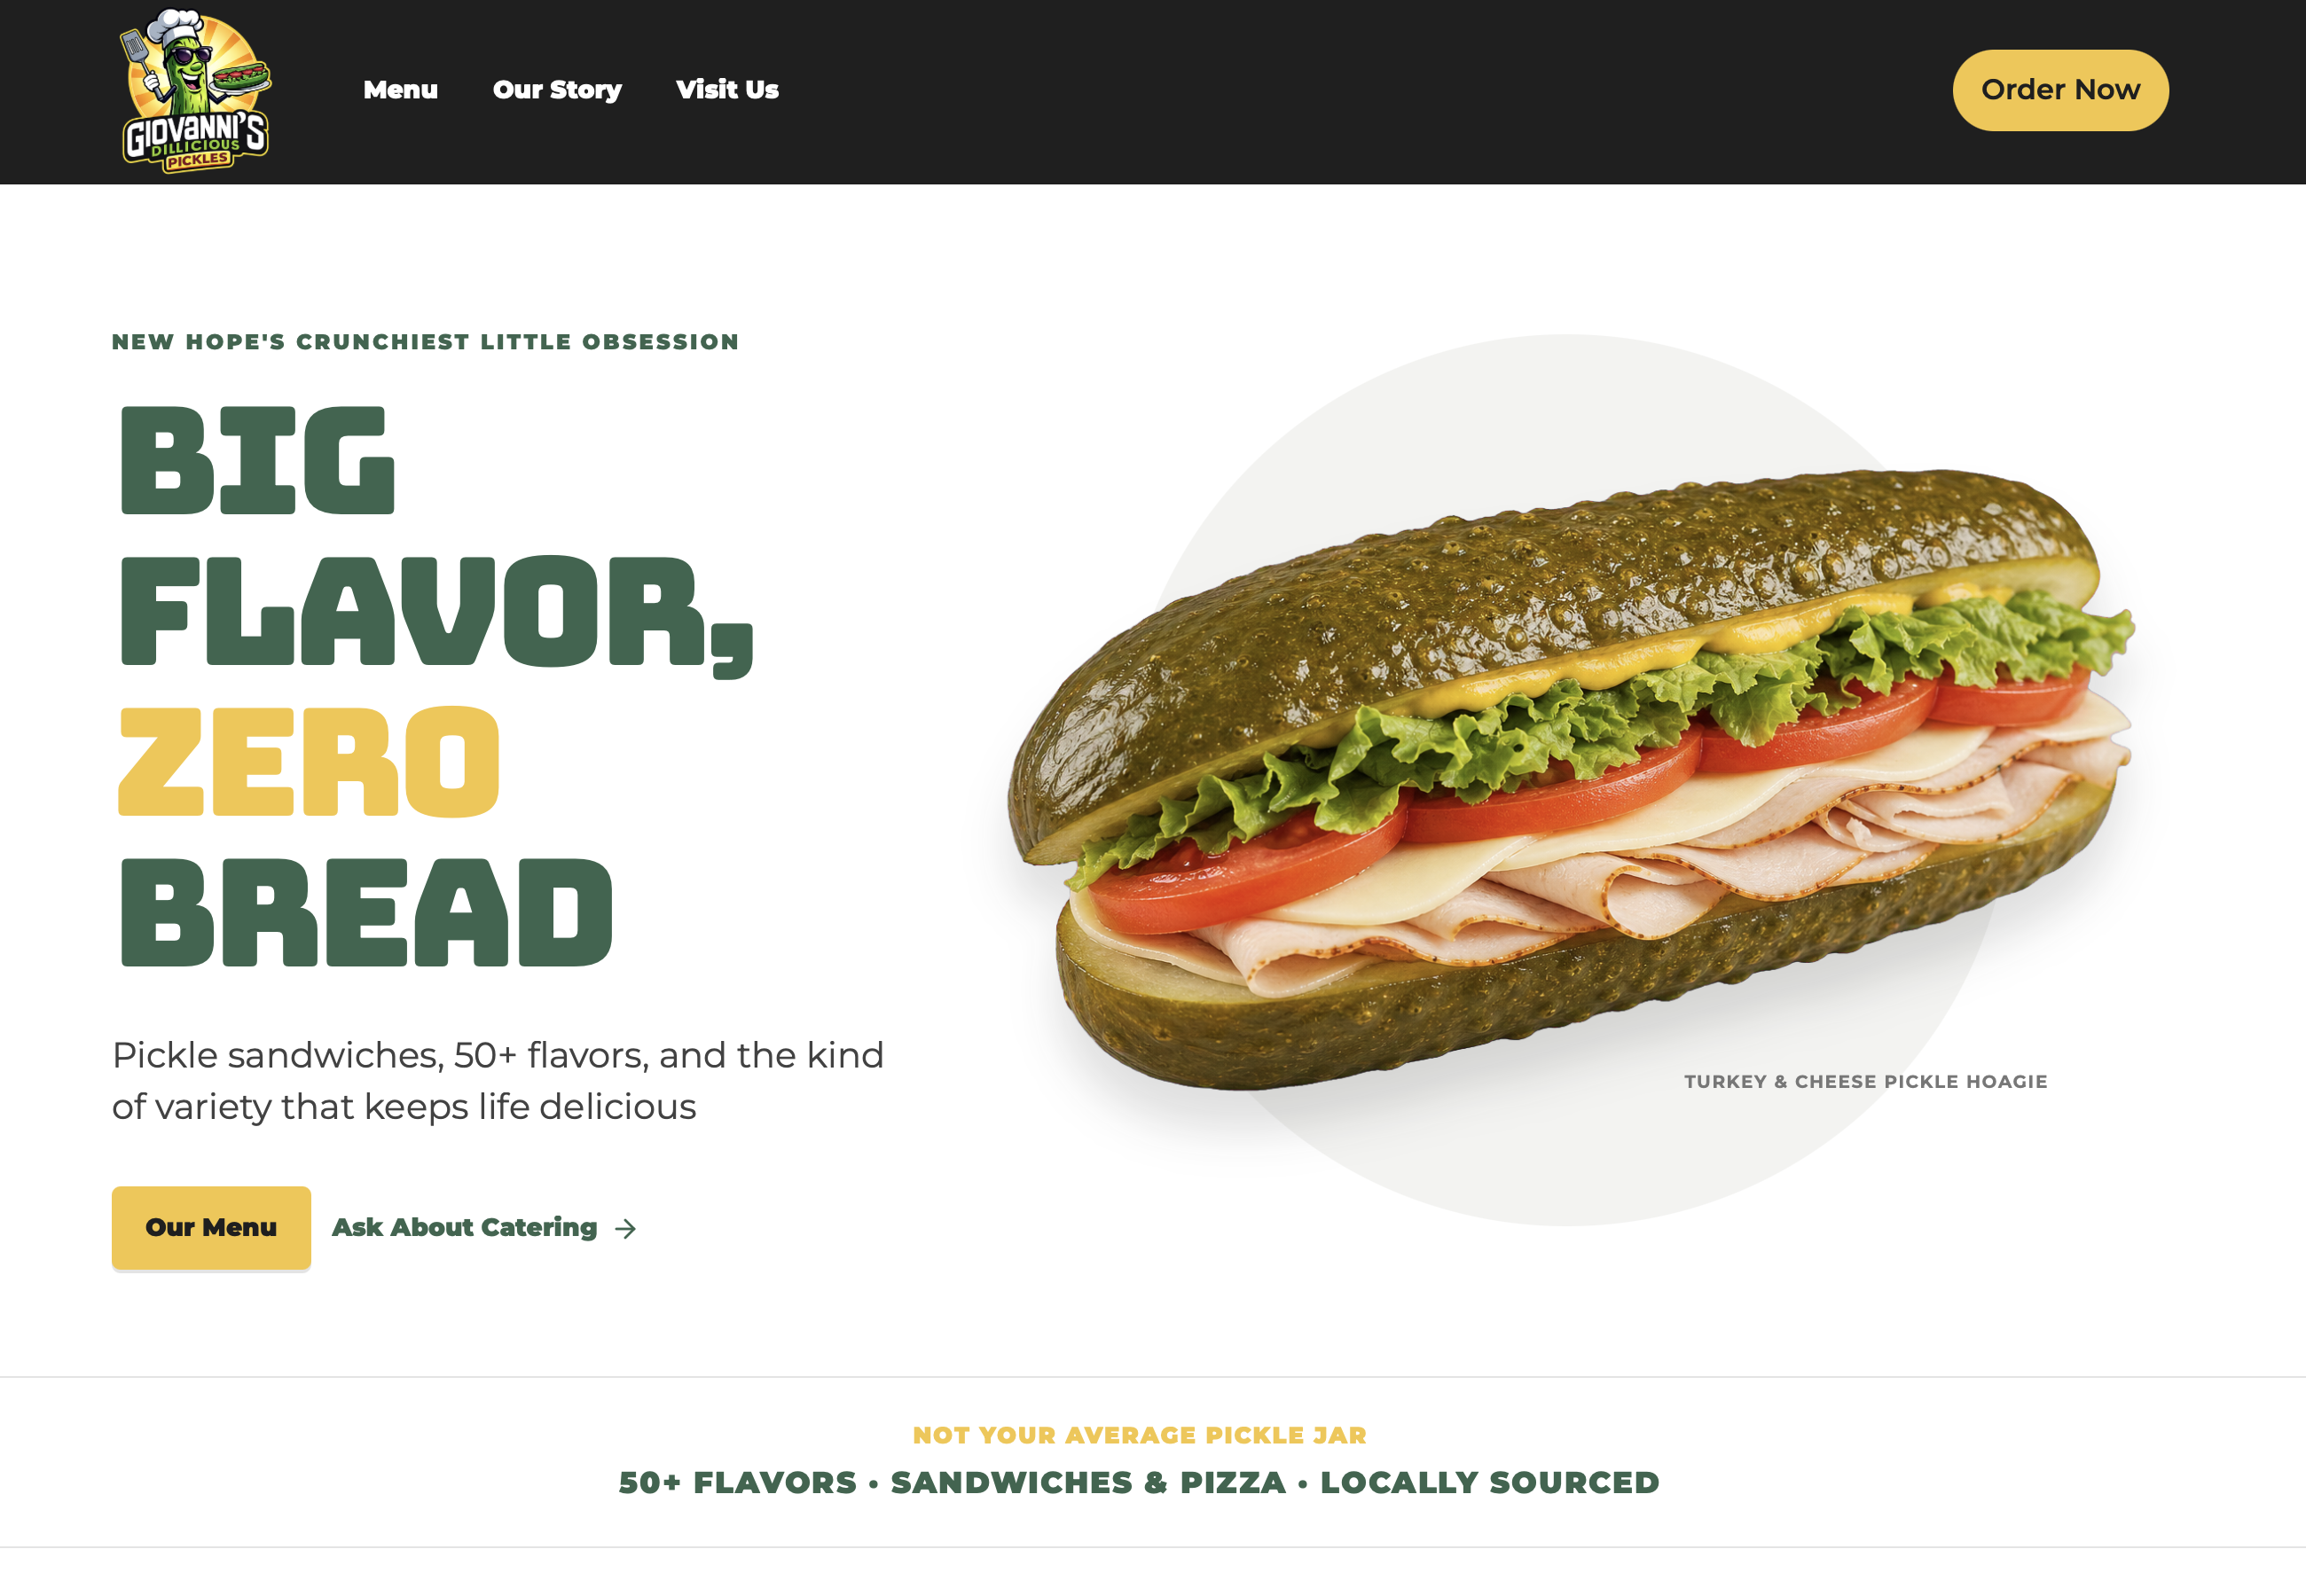 GIOVANNI'S
DILLICIOUS
PICKLES
Menu
Our Story
Visit Us
Order Now
NEW HOPE'S CRUNCHIEST LITTLE OBSESSION
BIG
FLAVOR,
ZERO
BREAD
Pickle sandwiches, 50+ flavors, and the kind
of variety that keeps life delicious
Our Menu
Ask About Catering →
TURKEY & CHEESE PICKLE HOAGIE
NOT YOUR AVERAGE PICKLE JAR
50+ FLAVORS • SANDWICHES & PIZZA • LOCALLY SOURCED